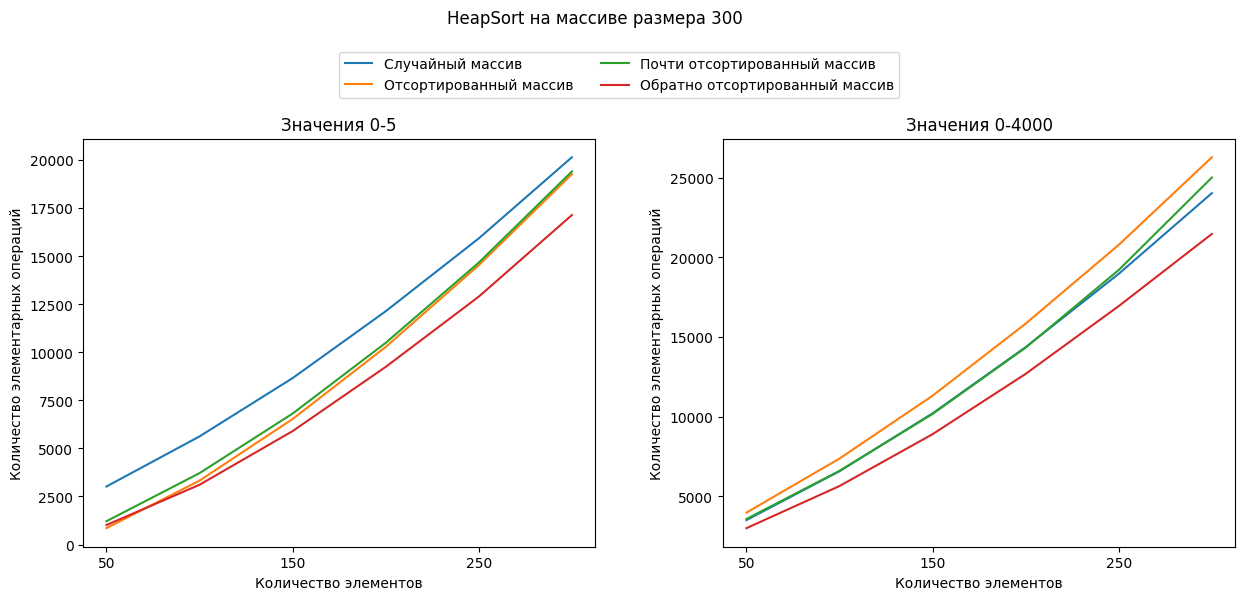 HeapSort на массиве размера 300
Случайный массив
Отсортированный массив
Почти отсортированный массив
Обратно отсортированный массив
Значения 0-5
Количество элементарных операций
20000
17500
15000
12500
10000
7500
5000
2500
0
50
150
250
Количество элементов
Значения 0-4000
Количество элементарных операций
25000
20000
15000
10000
5000
50
150
250
Количество элементов